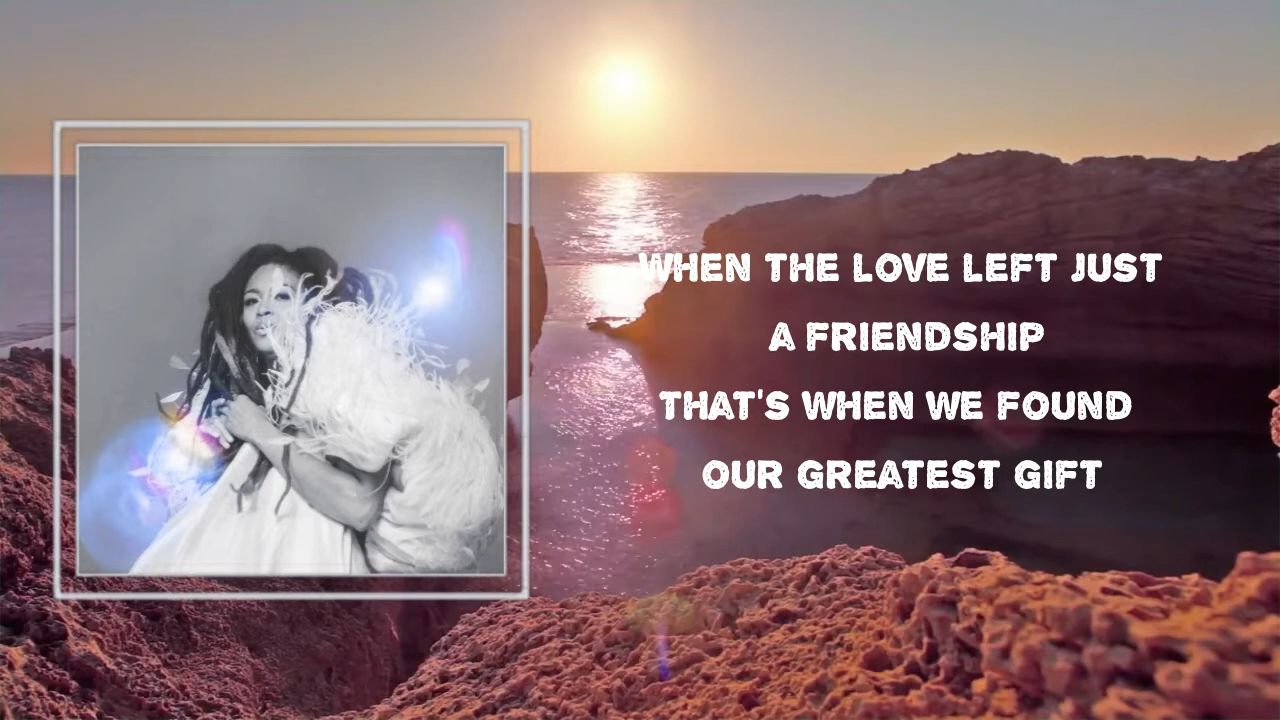 WHEN THE LOVE LEFT JUST
A FRIENDSHIP
THAT'S WHEN WE FOUND
OUR GREATEST GIFT